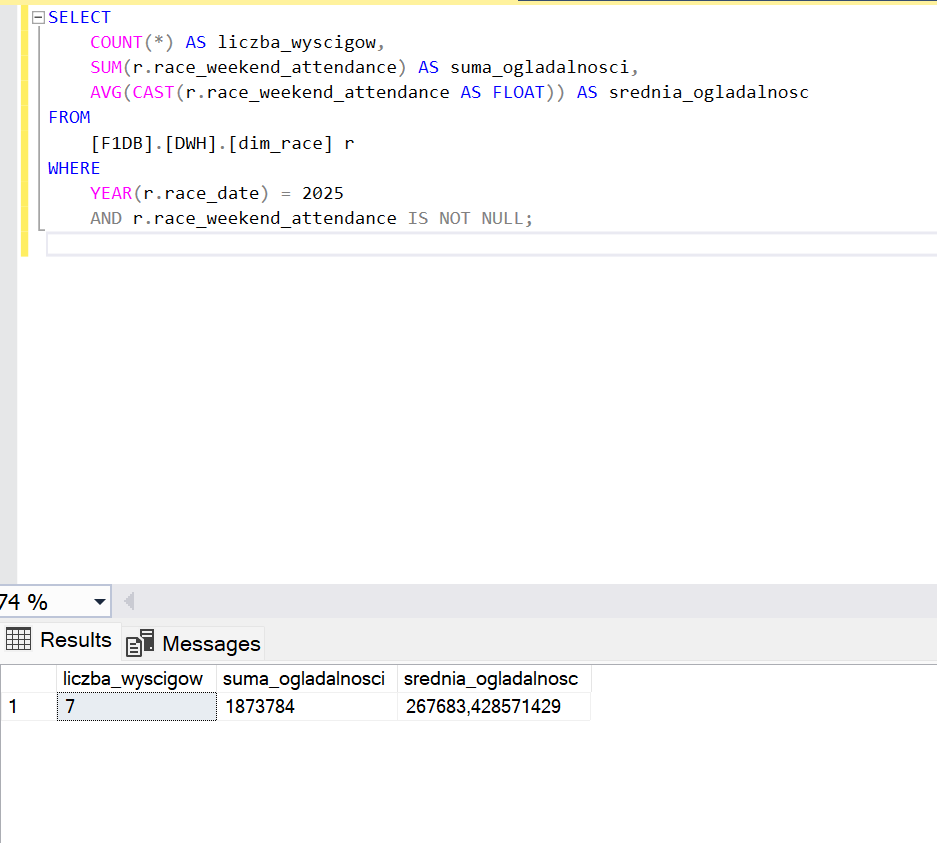 SELECT
COUNT(*) AS liczba_wyscigow,
SUM(r.race_weekend_attendance) AS suma_ogladalnosci,
AVG(CAST(r.race_weekend_attendance AS FLOAT)) AS srednia_ogladalnosc
FROM
[F1DB].[DWH].[dim_race] r
WHERE
YEAR(r.race_date) = 2025
AND r.race_weekend_attendance IS NOT NULL;
74 %
Results Messages
liczba_wyscigow suma_ogladalnosci srednia_ogladalnosc
1 7 1873784 267683,428571429